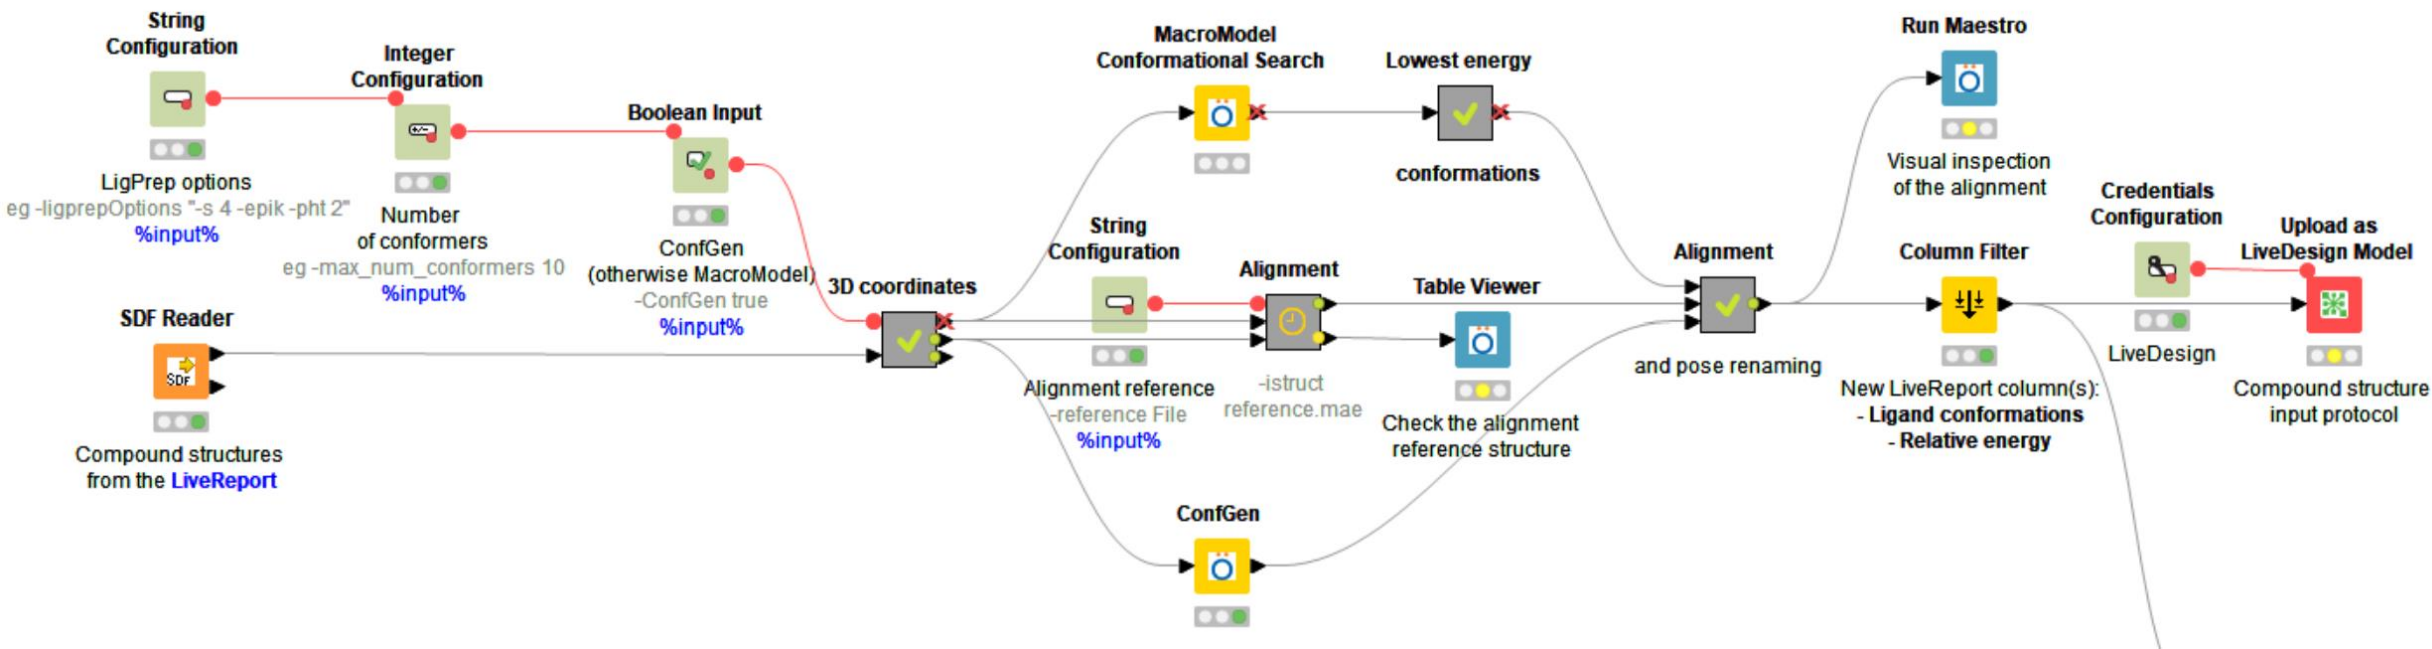 String
Configuration
LigPrep options
eg -ligprepOptions "-s 4 -epik -pht 2"
%input%
Integer
Configuration
+/-
Number
of conformers
eg -max_num_conformers 10
%input%
Boolean Input
ConfGen
(otherwise MacroModel)
-ConfGen true
%input%
SDF Reader
SDF
Compound structures
from the LiveReport
3D coordinates
MacroModel
Conformational Search
Lowest energy
conformations
String
Configuration
Alignment reference
-reference File
%input%
Alignment
-istruct
reference.mae
Table Viewer
Check the alignment
reference structure
ConfGen
Alignment
and pose renaming
Run Maestro
Visual inspection
of the alignment
Column Filter
New LiveReport column(s):
- Ligand conformations
- Relative energy
Credentials
Configuration
LiveDesign
Upload as
LiveDesign Model
Compound structure
input protocol